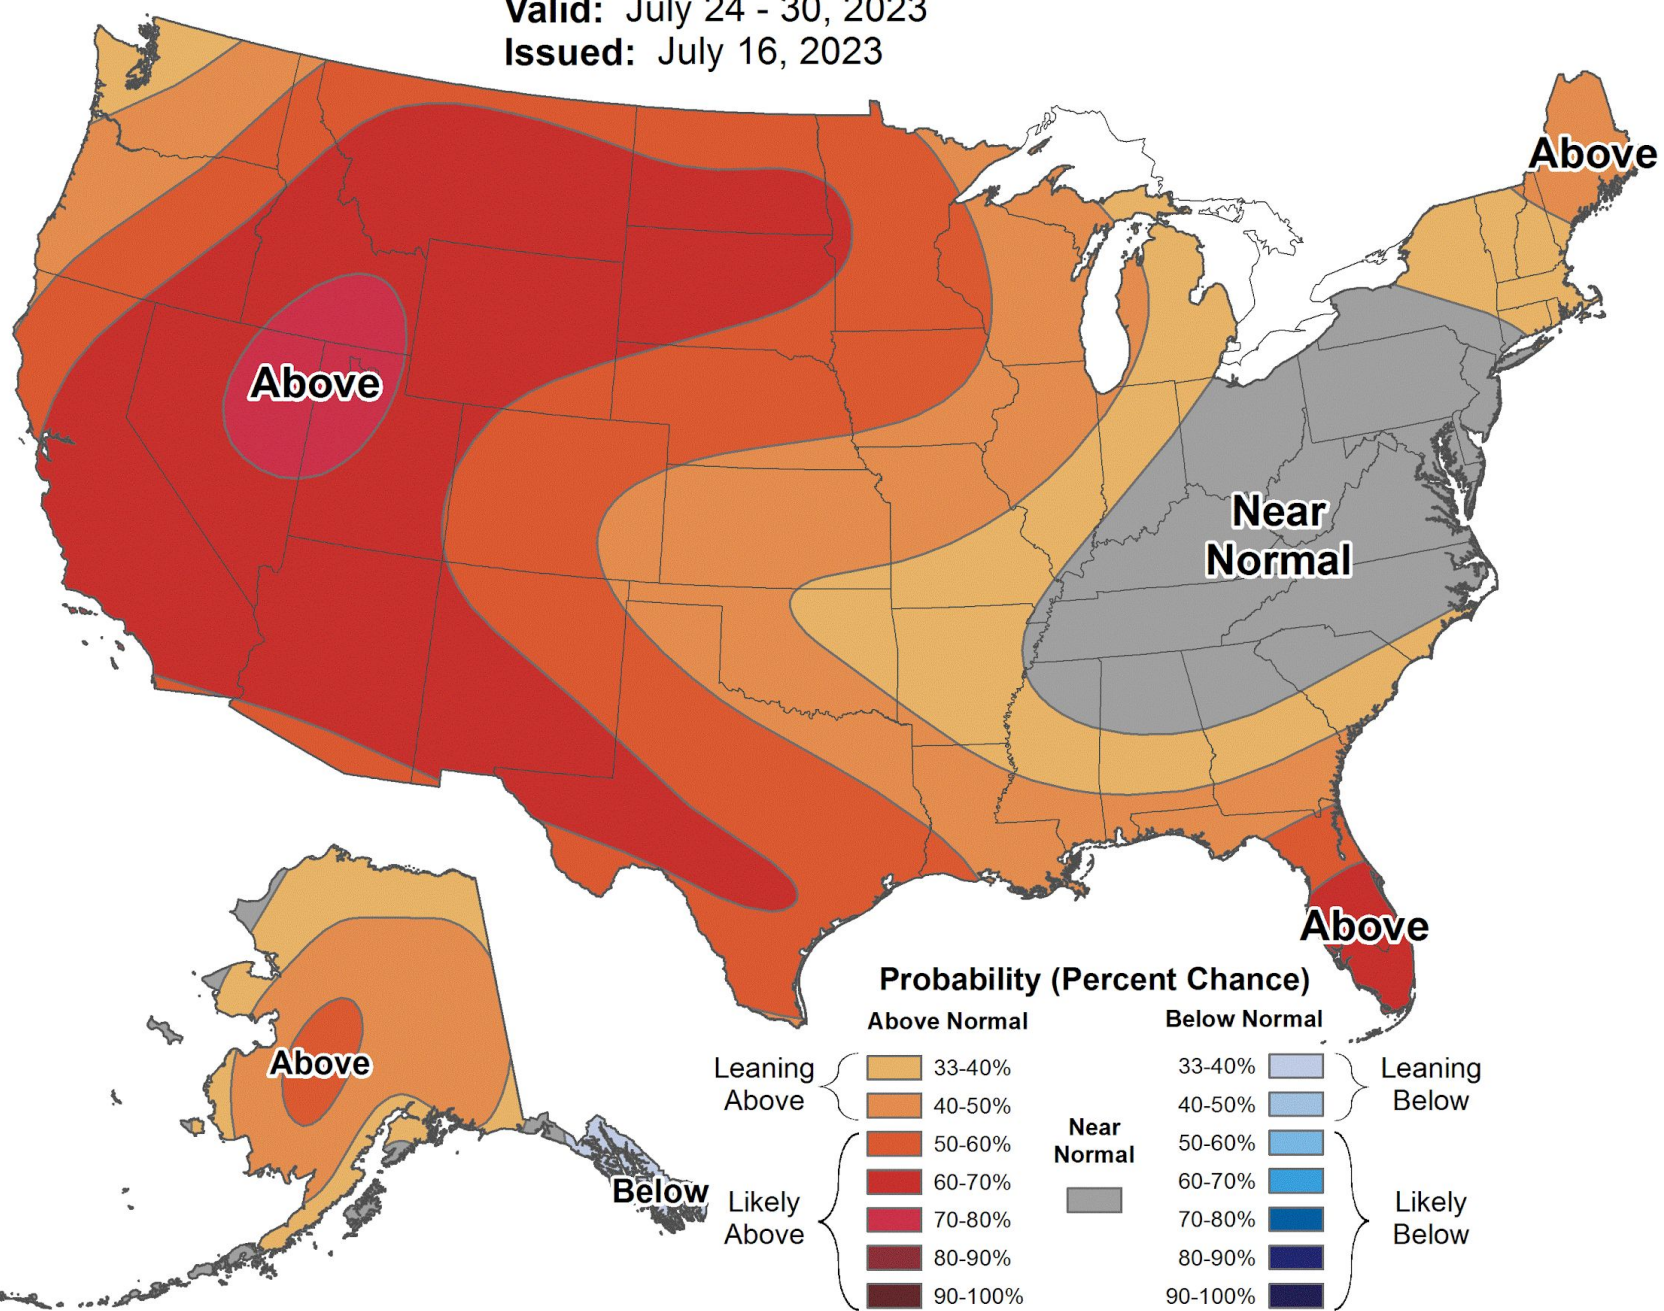 Valid: July 24 - 30, 2023
Issued: July 16, 2023
Above
Above
Near
Normal
Above
Above
Below
Probability (Percent Chance)
Above Normal
Below Normal
Leaning
Above
33-40%
40-50%
Likely
Above
50-60%
60-70%
70-80%
80-90%
90-100%
Near
Normal
33-40%
40-50%
Leaning
Below
50-60%
60-70%
70-80%
80-90%
90-100%
Likely
Below